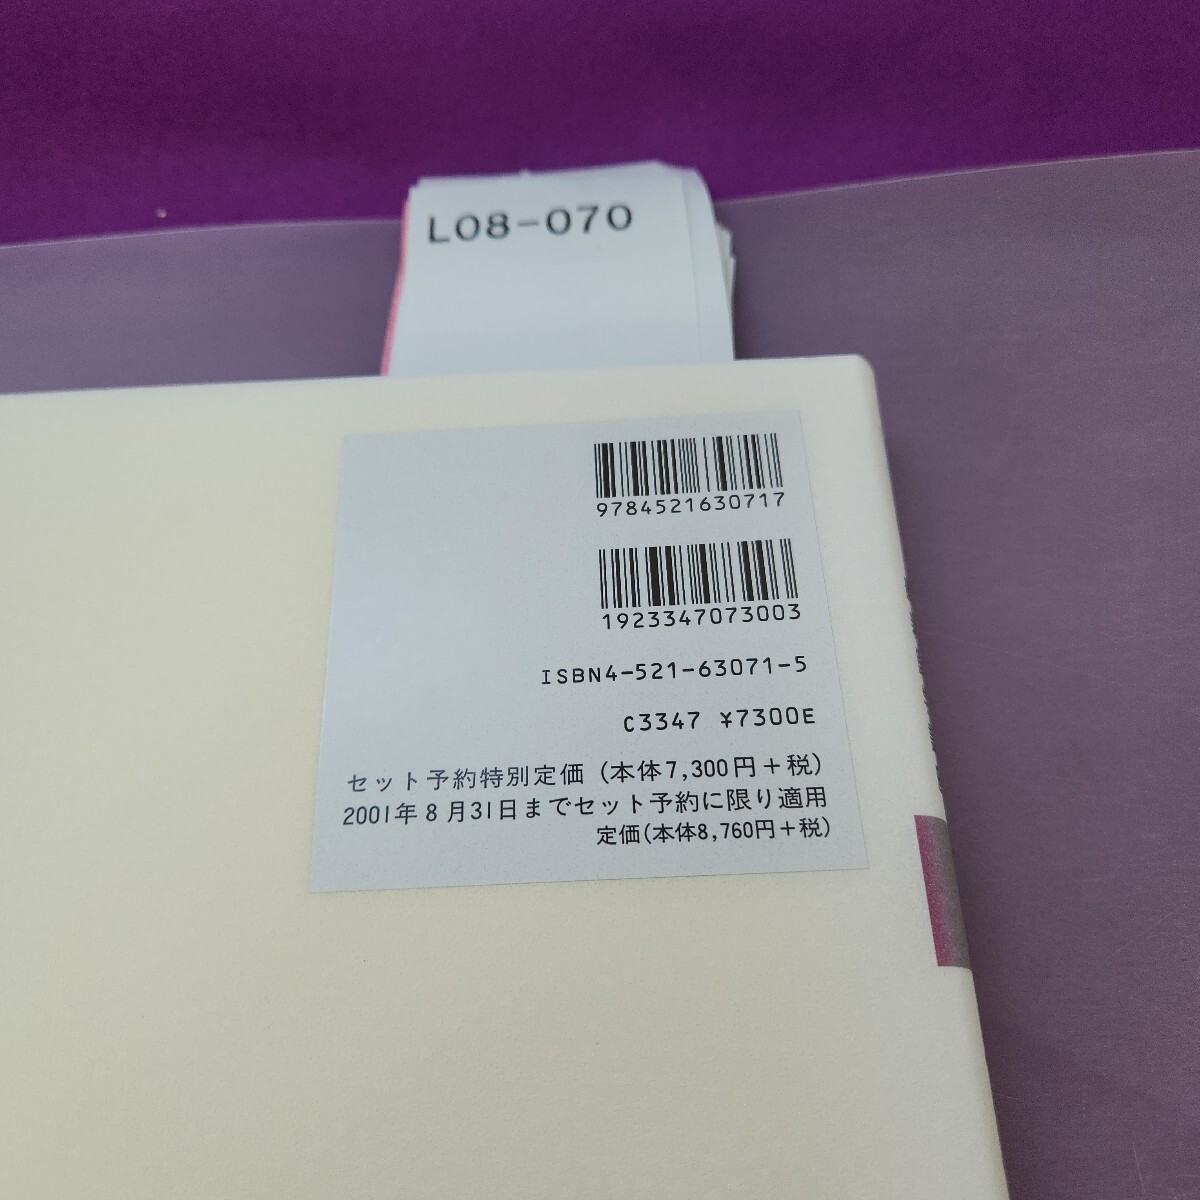 L08-070
9784521630717
1923347073003
ISBN4-521-63071-5
C3347 ¥7300E
セット予約特別定価（本体7,300円＋税）
2001年8月31日までセット予約に限り適用
定価(本体8,760円＋税)